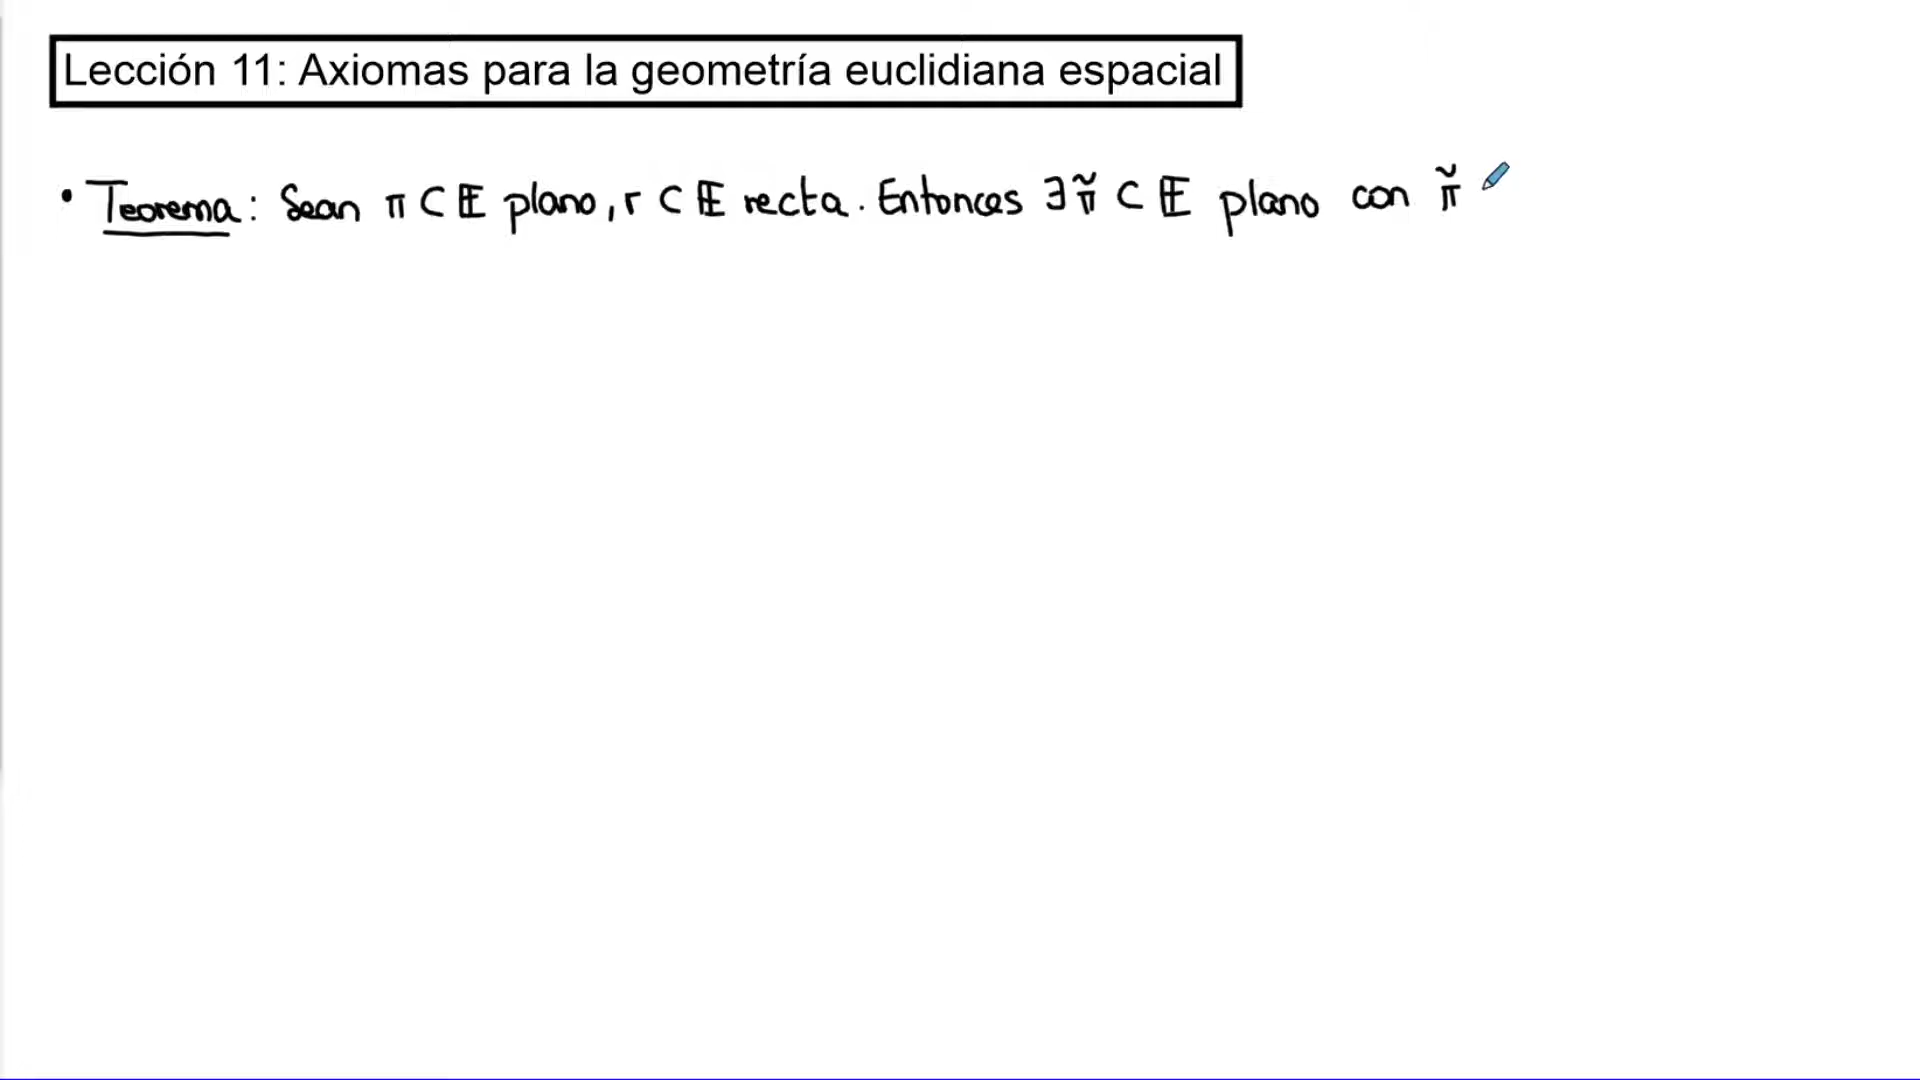 Lección 11: Axiomas para la geometría euclidiana espacial
• Teorema: Sean π ⊂ 𝔼 plano, r ⊂ 𝔼 recta. Entonces ∃ π̃ ⊂ 𝔼 plano con π̃